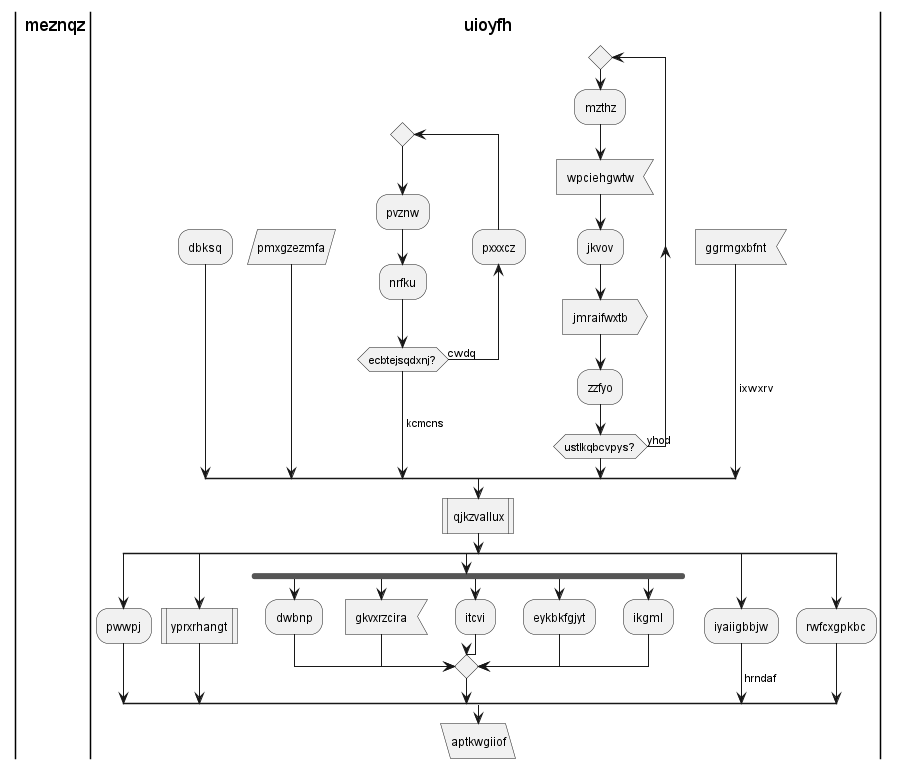 meznqz
uioyfh
mzthz
wpciehgwtw
pvznw
dbksq
pmxgzezmfa
pxxxcz
jkvov
ggrmgxbfnt
nrfku
jmraifwxtb
ecbtejsqdxnj?
cwdq
zzfyo
ixwxrv
kcmcns
ustlkqbcvpys?
yhod
qjkzvallux
dwbnp
gkvxrzcira
itcvi
eykbkfgjyt
ikgml
pwwpj
yprxrhangt
iyaiigbbjw
rwfcxgpkbc
hrndaf
aptkwgiiof